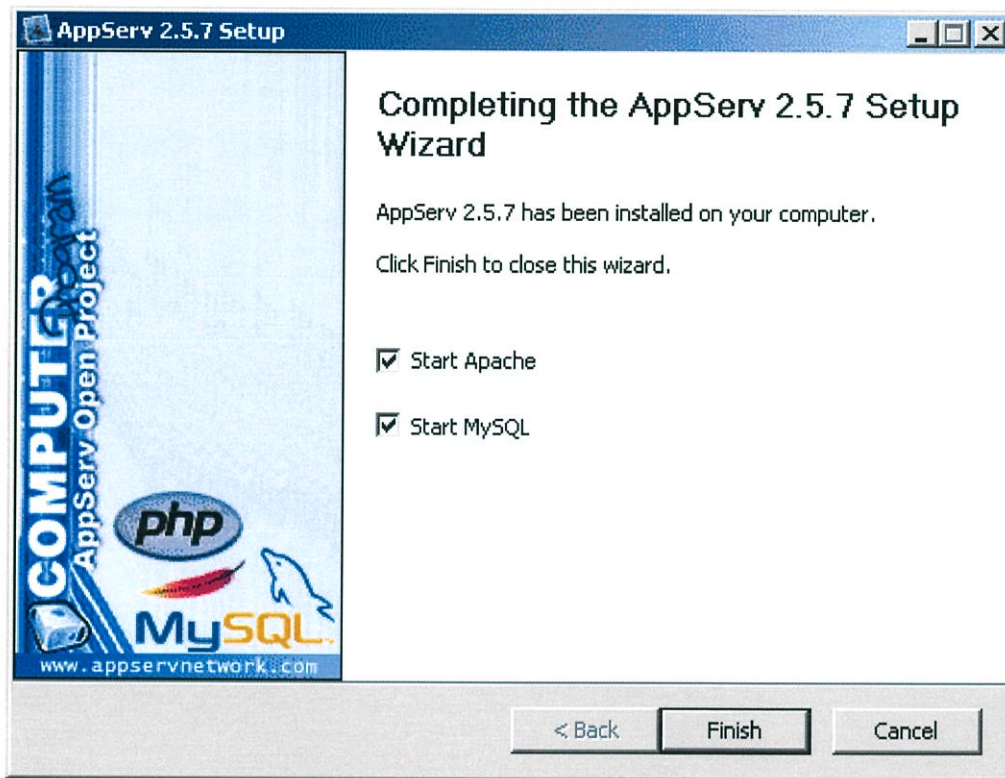 AppServ 2.5.7 Setup
Completing the AppServ 2.5.7 Setup
Wizard
AppServ 2.5.7 has been installed on your computer.
Click Finish to close this wizard.
Start Apache
Start MySQL
COMPUTER
AppServ Open Project
php
MySQL
www.appservnetwork.com
< Back
Finish
Cancel